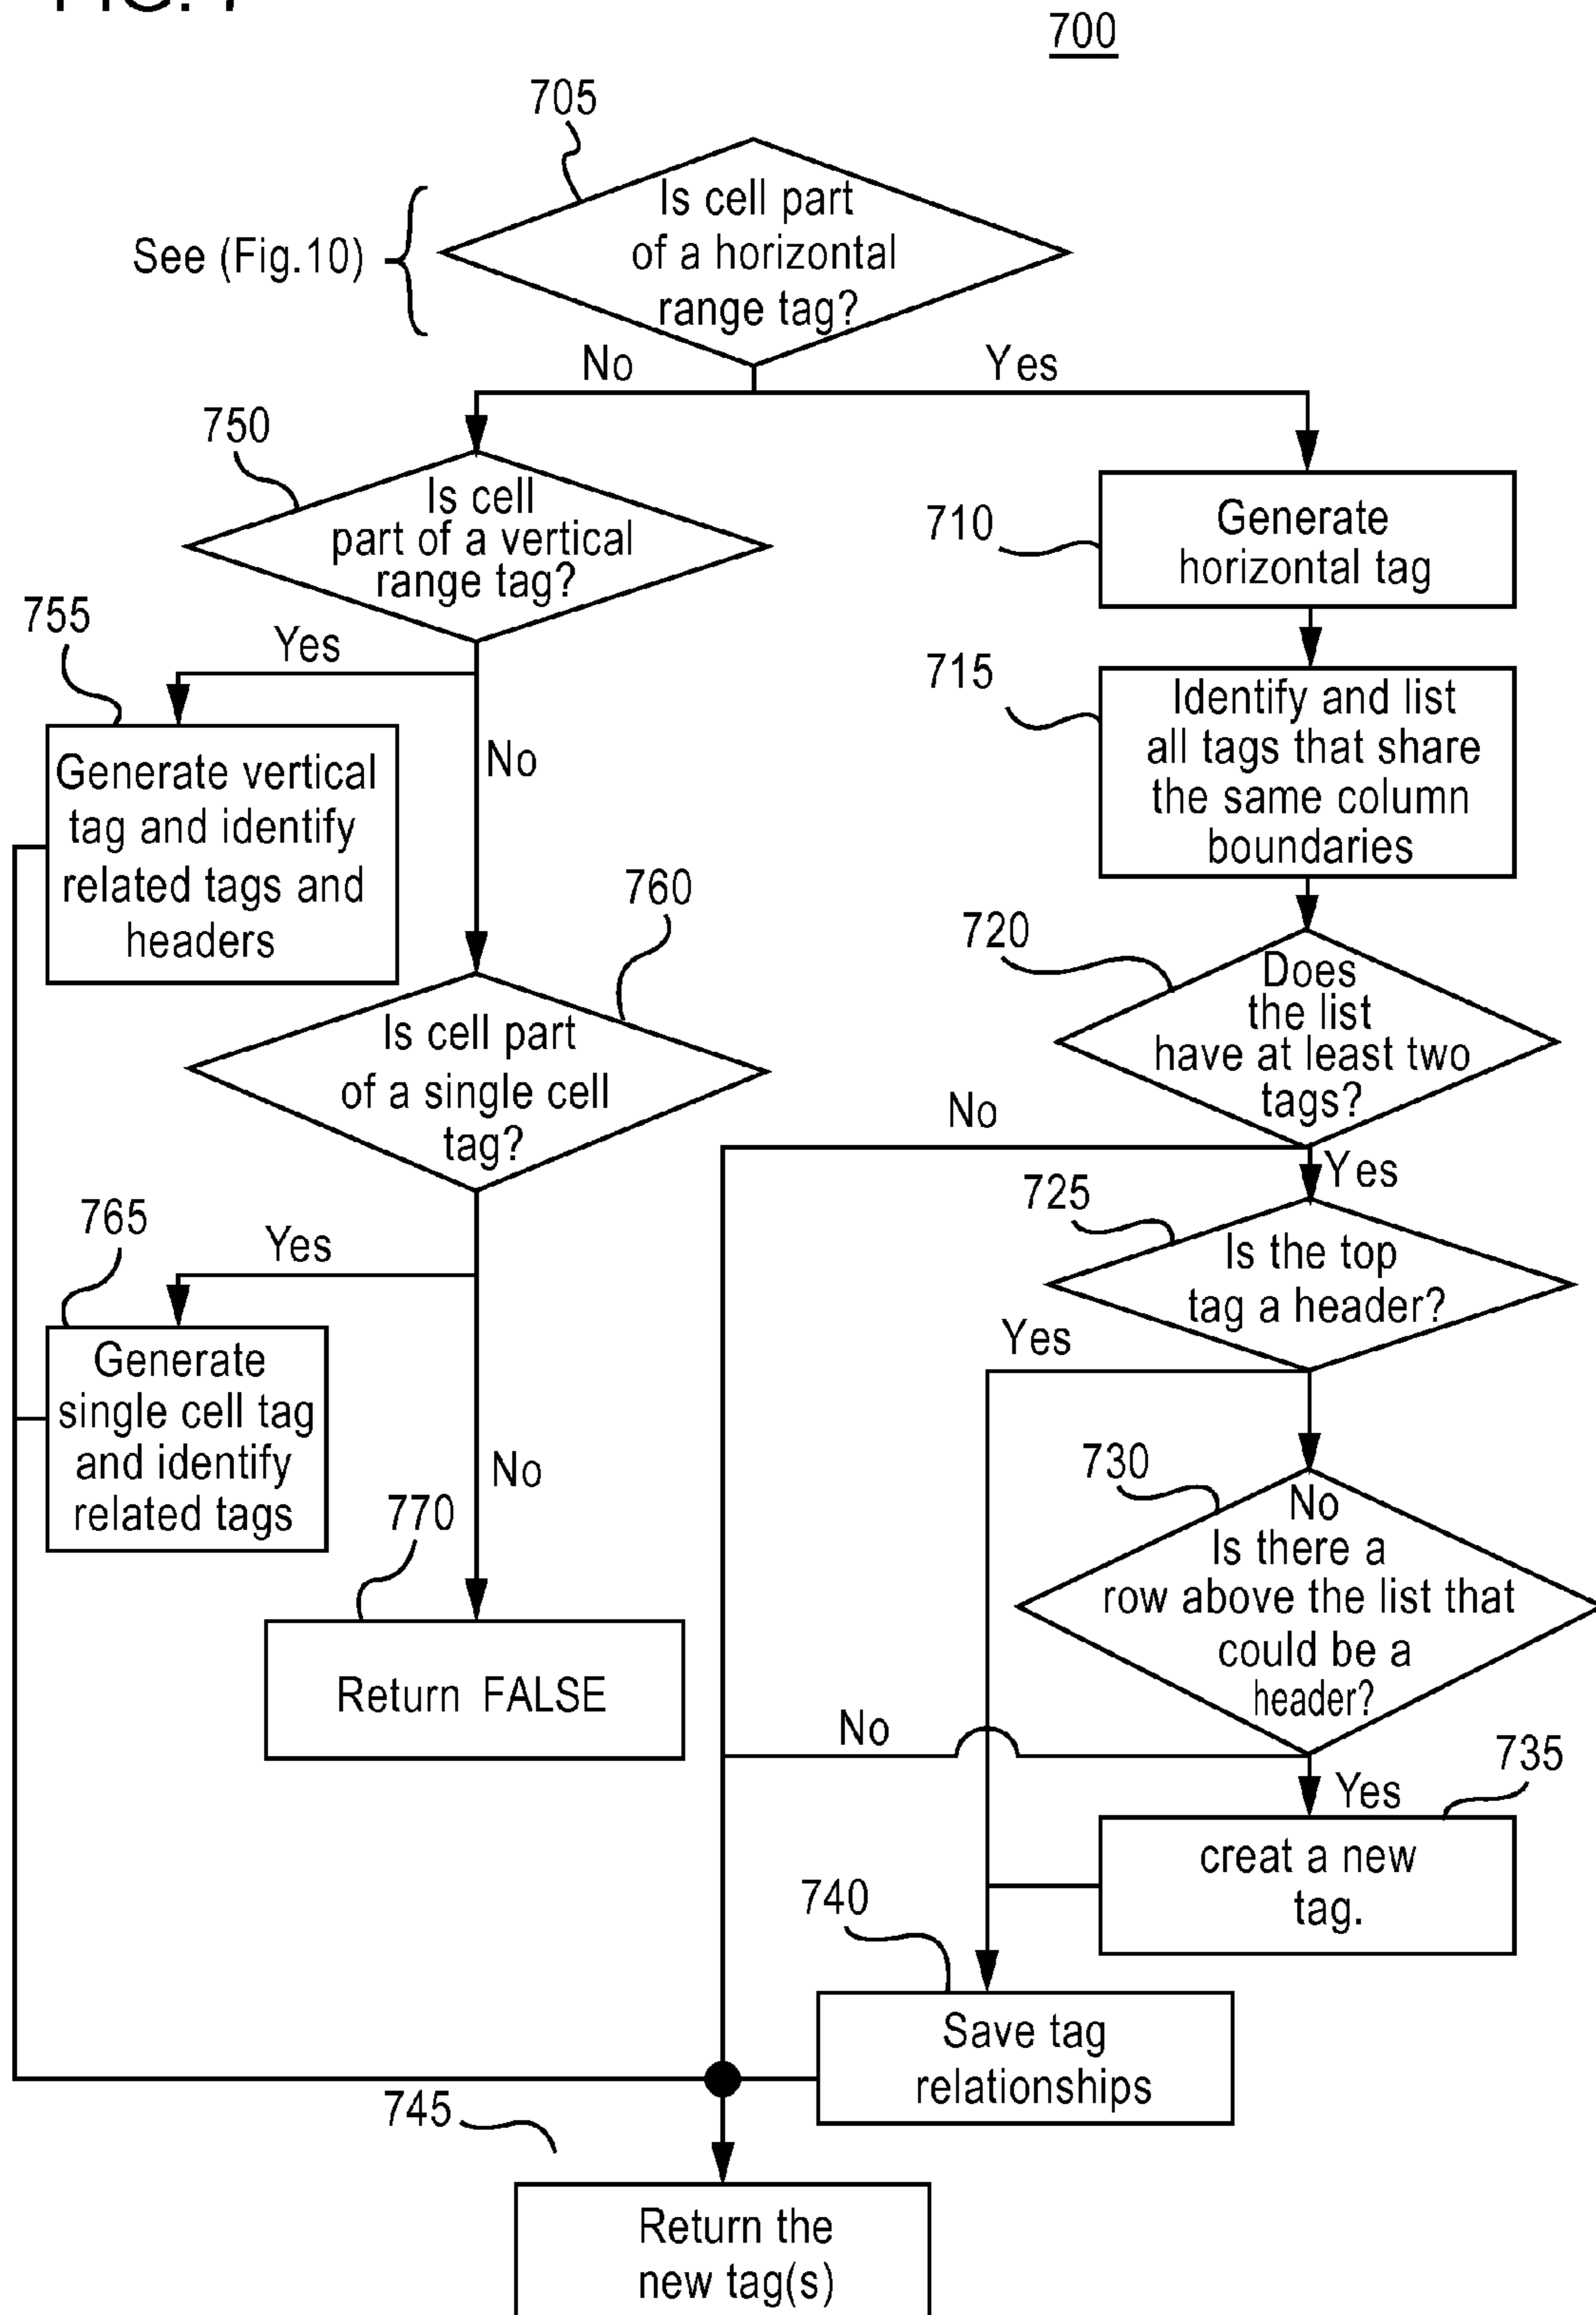 FIG. 7
700
705
Is cell part
of a horizontal
range tag?
See (Fig.10)
No
Yes
750
Is cell
part of a vertical
range tag?
710
Generate
horizontal tag
755
Yes
No
715
Identify and list
all tags that share
the same column
boundaries
Generate vertical
tag and identify
related tags and
headers
760
Is cell part
of a single cell
tag?
720
Does
the list
have at least two
tags?
No
Yes
725
Is the top
tag a header?
Yes
765
Yes
Generate
single cell tag
and identify
related tags
No
770
Return FALSE
730
No
Is there a
row above the list that
could be a
header?
No
Yes
735
creat a new
tag.
740
Save tag
relationships
745
Return the
new tag(s)